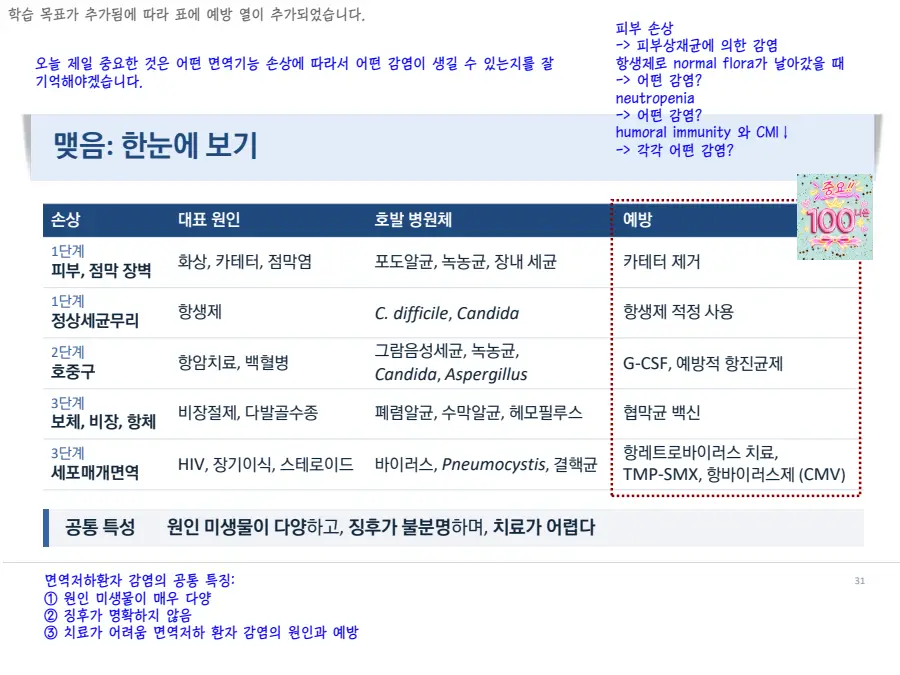 학습 목표가 추가됨에 따라 표에 예방 열이 추가되었습니다.
오늘 제일 중요한 것은 어떤 면역기능 손상에 따라서 어떤 감염이 생길 수 있는지를 잘
기억해야겠습니다.
피부 손상
-> 피부상재균에 의한 감염
항생제로 normal flora가 날아갔을 때
-> 어떤 감염?
neutropenia
-> 어떤 감염?
humoral immunity 와 CMI↓
-> 각각 어떤 감염?
맺음: 한눈에 보기
중요!!
100
손상 대표 원인 호발 병원체 예방
1단계
피부, 점막 장벽 화상, 카테터, 점막염 포도알균, 녹농균, 장내 세균 카테터 제거
1단계
정상세균무리 항생제 C. difficile, Candida 항생제 적정 사용
2단계
호중구 항암치료, 백혈병 그람음성세균, 녹농균,
Candida, Aspergillus G-CSF, 예방적 항진균제
3단계
보체, 비장, 항체 비장절제, 다발골수종 폐렴알균, 수막알균, 헤모필루스 협막균 백신
3단계
세포매개면역 HIV, 장기이식, 스테로이드 바이러스, Pneumocystis, 결핵균 항레트로바이러스 치료,
TMP-SMX, 항바이러스제 (CMV)
공통 특성 원인 미생물이 다양하고, 징후가 불분명하며, 치료가 어렵다
31
면역저하환자 감염의 공통 특징:
① 원인 미생물이 매우 다양
② 징후가 명확하지 않음
③ 치료가 어려움 면역저하 환자 감염의 원인과 예방